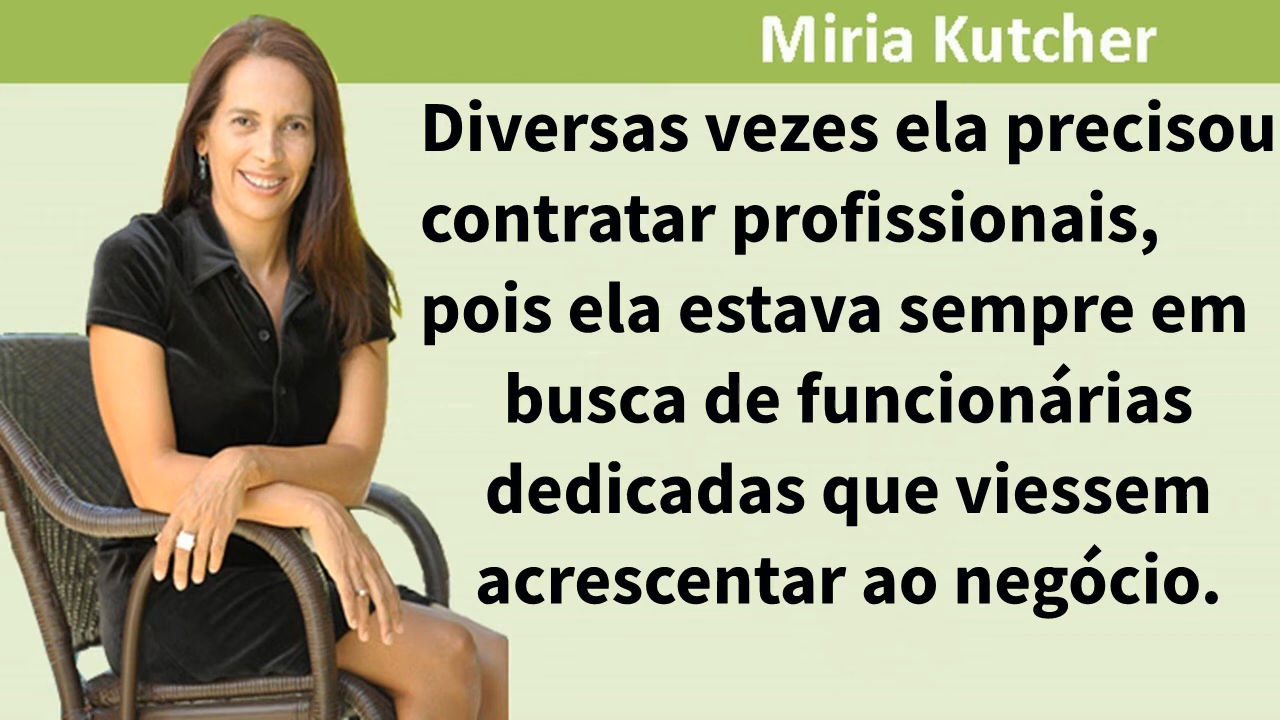 Miria Kutcher
Diversas vezes ela precisou
contratar profissionais,
pois ela estava sempre em
busca de funcionárias
dedicadas que viessem
acrescentar ao negócio.